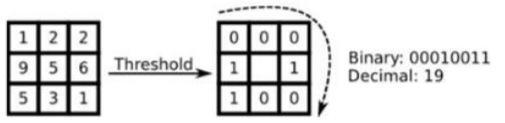 1 2 2
9 5 6
5 3 1
Threshold
0 0 0
1 1
1 0 0
Binary: 00010011
Decimal: 19